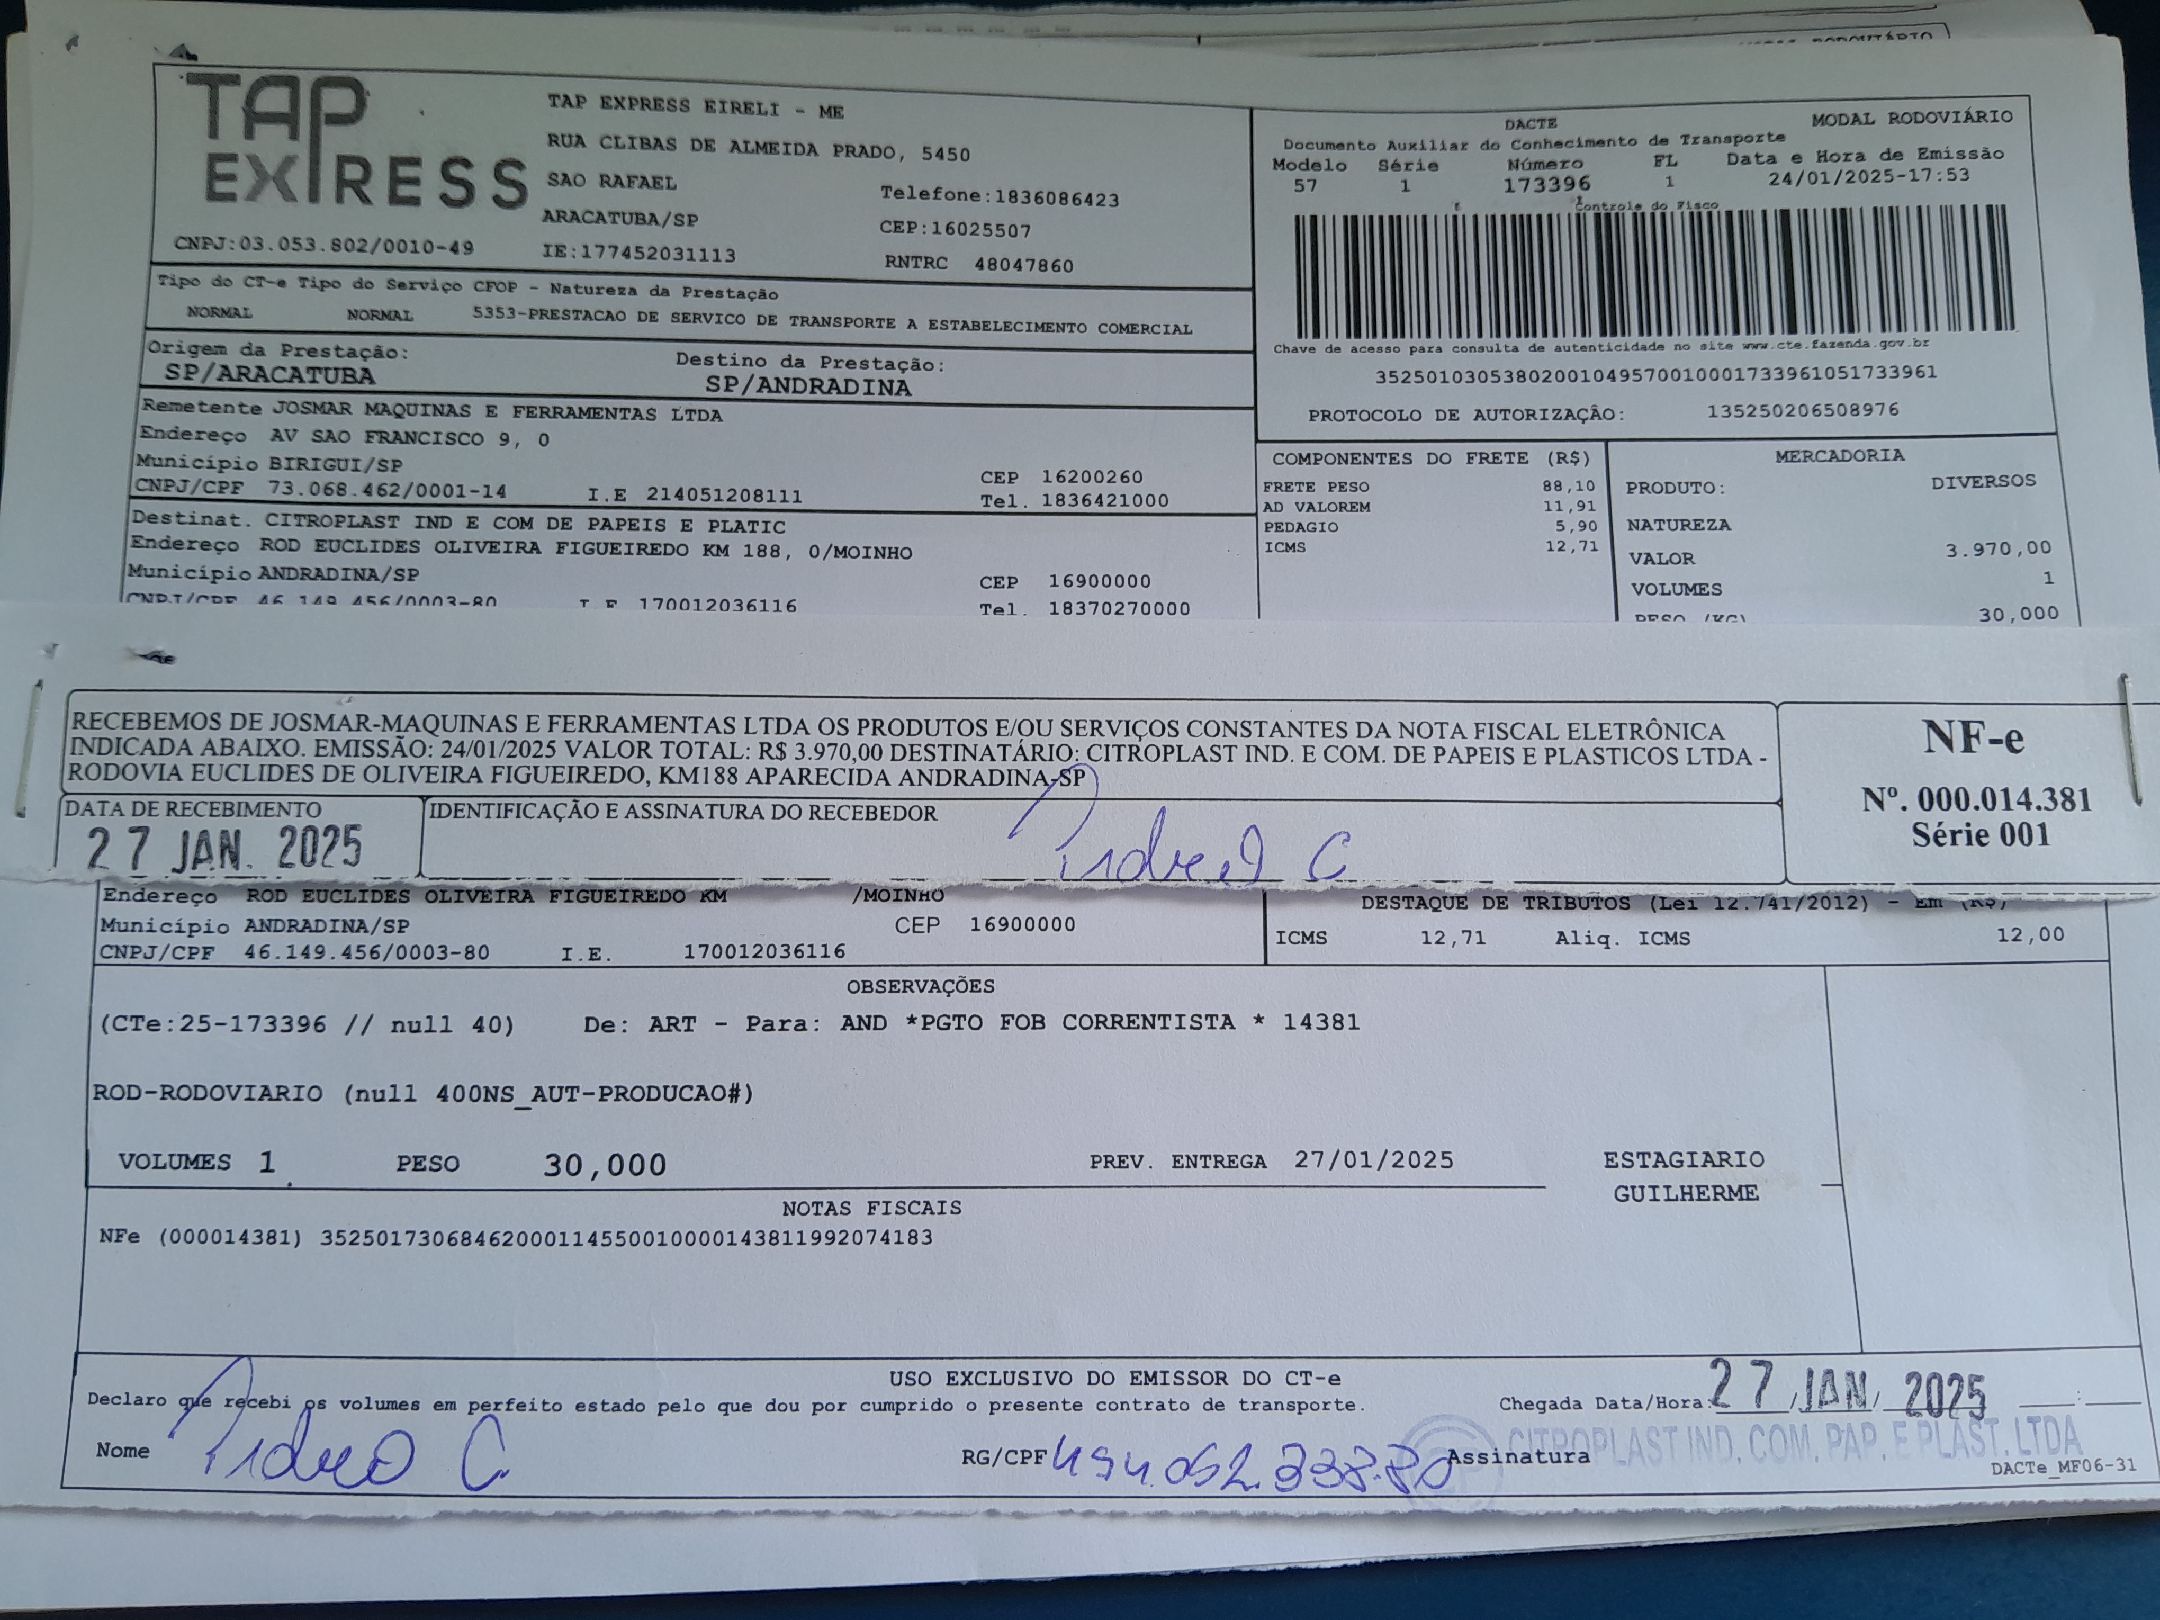 TAP EXPRESS
TAP EXPRESS EIRELI - ME
RUA CLIBAS DE ALMEIDA PRADO, 5450
SAO RAFAEL
Telefone:1836086423
ARACATUBA/SP
CEP:16025507
CNPJ:03.053.802/0010-49
IE:177452031113
RNTRC 48047860
DACTE MODAL RODOVIÁRIO
Documento Auxiliar do Conhecimento de Transporte
Modelo Série Número FL Data e Hora de Emissão
57 1 173396 1 24/01/2025-17:53
Controle do Fisco
Chave de acesso para consulta de autenticidade no site www.cte.fazenda.gov.br
35250103053802001049570010001733961051733961
PROTOCOLO DE AUTORIZAÇÃO: 135250206508976
Tipo do CT-e Tipo do Serviço CFOP - Natureza da Prestação
NORMAL NORMAL 5353-PRESTACAO DE SERVICO DE TRANSPORTE A ESTABELECIMENTO COMERCIAL
Origem da Prestação: Destino da Prestação:
SP/ARACATUBA SP/ANDRADINA
Remetente JOSMAR MAQUINAS E FERRAMENTAS LTDA
Endereço AV SAO FRANCISCO 9, 0
Município BIRIGUI/SP CEP 16200260
CNPJ/CPF 73.068.462/0001-14 I.E 214051208111 Tel. 1836421000
Destinat. CITROPLAST IND E COM DE PAPEIS E PLATIC
Endereço ROD EUCLIDES OLIVEIRA FIGUEIREDO KM 188, 0/MOINHO
Município ANDRADINA/SP CEP 16900000
CNPJ/CPF 46.149.456/0003-80 I.E 170012036116 Tel. 18370270000
COMPONENTES DO FRETE (R$)
FRETE PESO 88,10
AD VALOREM 11,91
PEDAGIO 5,90
ICMS 12,71
MERCADORIA
PRODUTO: DIVERSOS
NATUREZA
VALOR 3.970,00
VOLUMES 1
PESO (KG) 30,000
RECEBEMOS DE JOSMAR-MAQUINAS E FERRAMENTAS LTDA OS PRODUTOS E/OU SERVIÇOS CONSTANTES DA NOTA FISCAL ELETRÔNICA
INDICADA ABAIXO. EMISSÃO: 24/01/2025 VALOR TOTAL: R$ 3.970,00 DESTINATÁRIO: CITROPLAST IND. E COM. DE PAPEIS E PLASTICOS LTDA -
RODOVIA EUCLIDES DE OLIVEIRA FIGUEIREDO, KM188 APARECIDA ANDRADINA-SP
DATA DE RECEBIMENTO IDENTIFICAÇÃO E ASSINATURA DO RECEBEDOR
27 JAN. 2025
NF-e
Nº. 000.014.381
Série 001
Endereço ROD EUCLIDES OLIVEIRA FIGUEIREDO KM /MOINHO
Município ANDRADINA/SP CEP 16900000
CNPJ/CPF 46.149.456/0003-80 I.E. 170012036116
DESTAQUE DE TRIBUTOS (Lei 12.741/2012) - Em (R$)
ICMS 12,71 Aliq. ICMS 12,00
OBSERVAÇÕES
(CTe:25-173396 // null 40) De: ART - Para: AND *PGTO FOB CORRENTISTA * 14381
ROD-RODOVIARIO (null 400NS_AUT-PRODUCAO#)
VOLUMES 1 PESO 30,000 PREV. ENTREGA 27/01/2025
ESTAGIARIO
GUILHERME
NOTAS FISCAIS
NFe (000014381) 35250173068462000114550010000143811992074183
USO EXCLUSIVO DO EMISSOR DO CT-e
Declaro que recebi os volumes em perfeito estado pelo que dou por cumprido o presente contrato de transporte.
Chegada Data/Hora: 27 / JAN / 2025 :
Nome RG/CPF Assinatura
CITROPLAST IND. COM. PAP. E PLAST. LTDA
DACTe_MF06-31